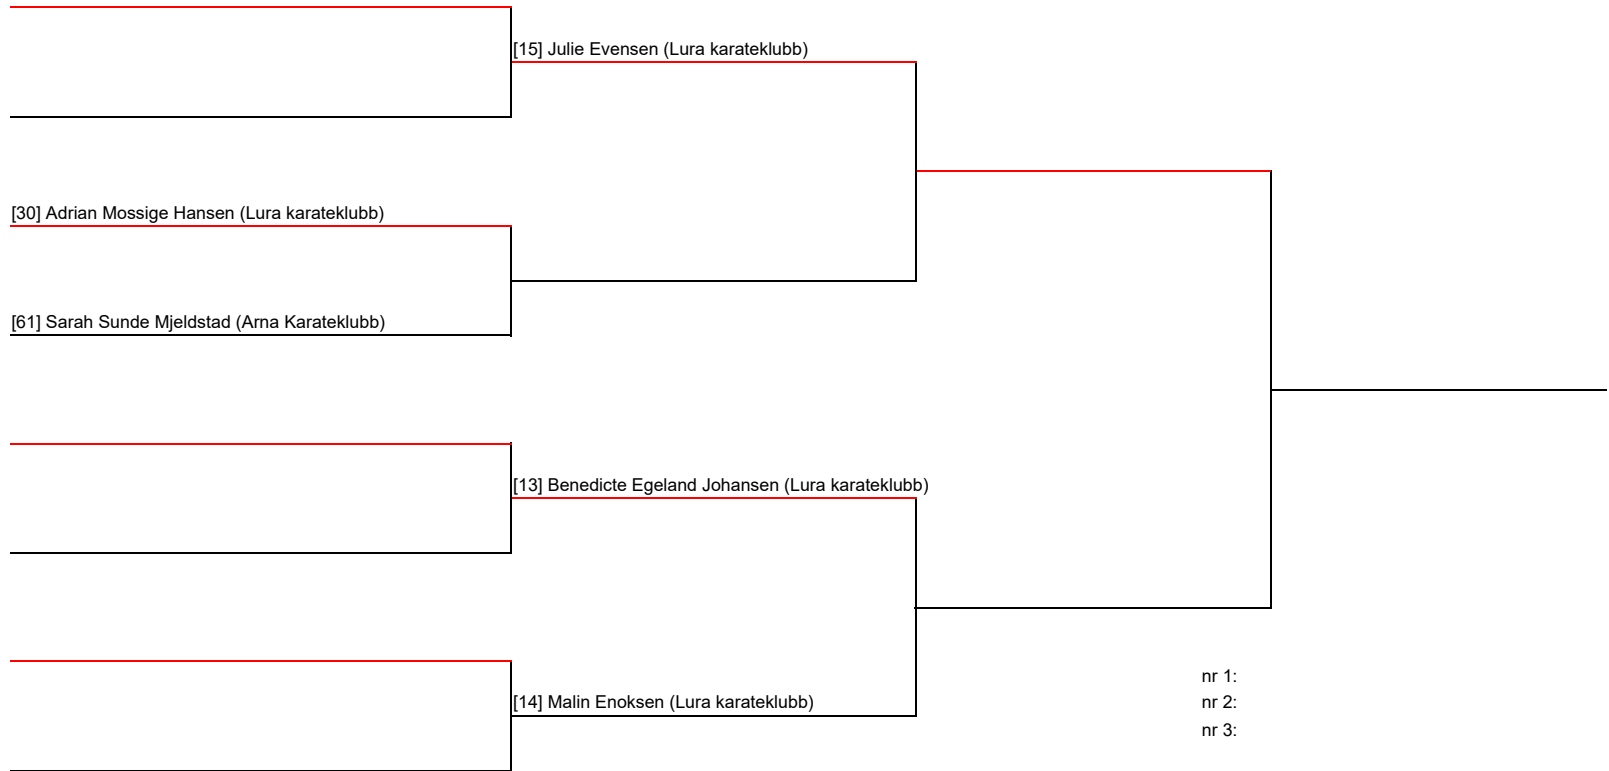 [15] Julie Evensen (Lura karateklubb)
[30] Adrian Mossige Hansen (Lura karateklubb)
[61] Sarah Sunde Mjeldstad (Arna Karateklubb)
[13] Benedicte Egeland Johansen (Lura karateklubb)
[14] Malin Enoksen (Lura karateklubb)
nr 1:
nr 2:
nr 3: